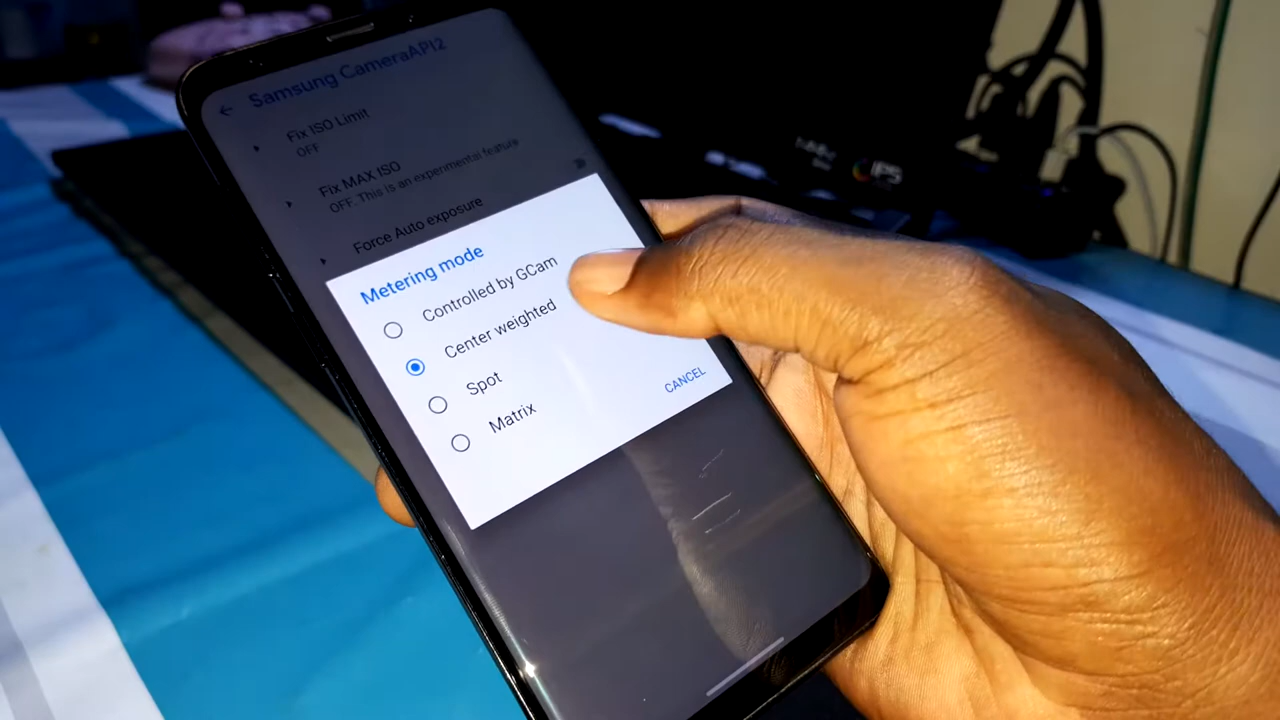 Samsung CameraAPI2
Fix ISO Limit
OFF
Fix MAX ISO
OFF. This is an experimental feature
Force Auto exposure
Metering mode
Controlled by GCam
Center weighted
Spot
Matrix
CANCEL
IPS